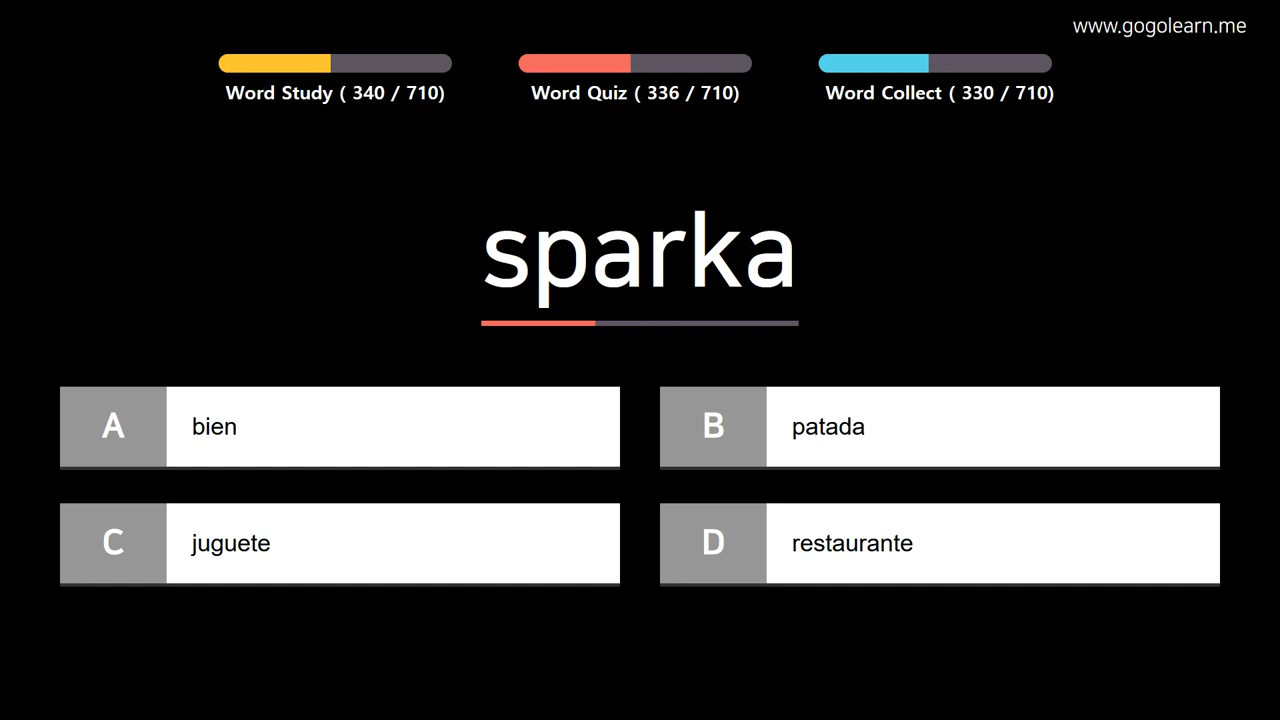 www.gogolearn.me
Word Study ( 340 / 710)
Word Quiz ( 336 / 710)
Word Collect ( 330 / 710)
sparka
A bien
B patada
C juguete
D restaurante